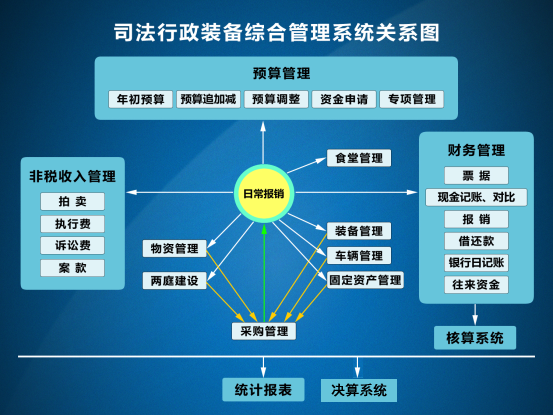 司法行政装备综合管理系统关系图
预算管理
年初预算 预算追加减 预算调整 资金申请 专项管理
食堂管理
财务管理
票 据
现金记账、对比
报 销
借还款
银行日记账
往来资金
非税收入管理
拍 卖
执行费
诉讼费
案 款
日常报销
物资管理
两庭建设
装备管理
车辆管理
固定资产管理
采购管理
核算系统
统计报表
决算系统